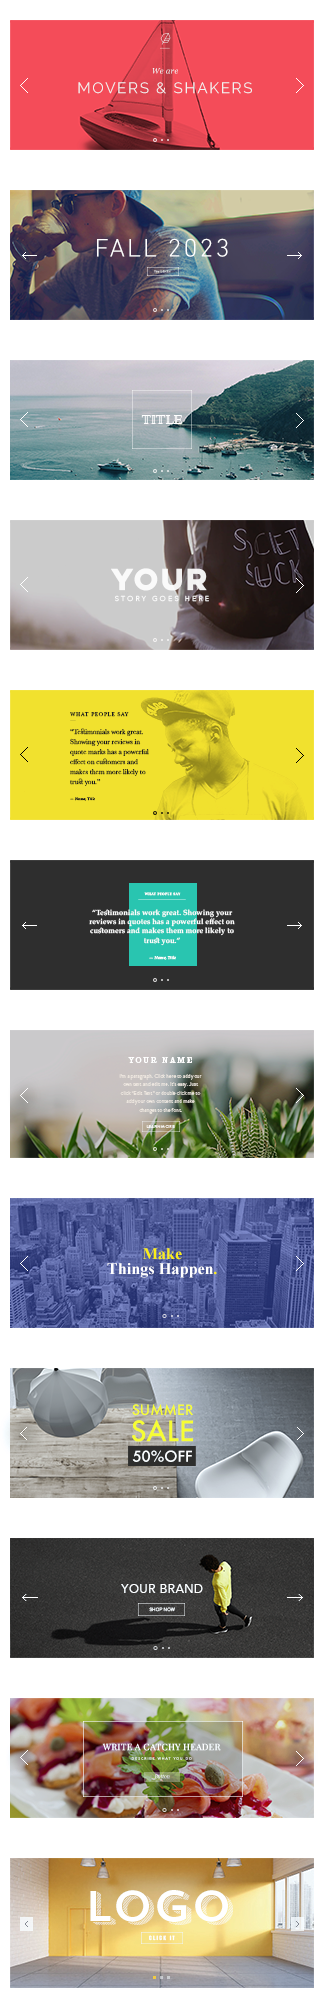 We are
MOVERS & SHAKERS
FALL 2023
TITLE
SCIET
SUCK
YOUR
STORY GOES HERE
WHAT PEOPLE SAY
"Testimonials work great.
Showing your reviews in
quote marks has a powerful
effect on customers and
makes them more likely to
trust you."
— Name, Title
WHAT PEOPLE SAY
"Testimonials work great. Showing your
reviews in quotes has a powerful effect on
customers and makes them more likely to
trust you."
— Name, Title
YOUR NAME
I'm a paragraph. Click here to add your
own text and edit me. It's easy. Just
click "Edit Text" or double click me to
add your own content and make
changes to the font.
LEARN MORE
Make
Things Happen.
SUMMER
SALE
50%OFF
YOUR BRAND
SHOP NOW
WRITE A CATCHY HEADER
DESCRIBE WHAT YOU DO
LOGO